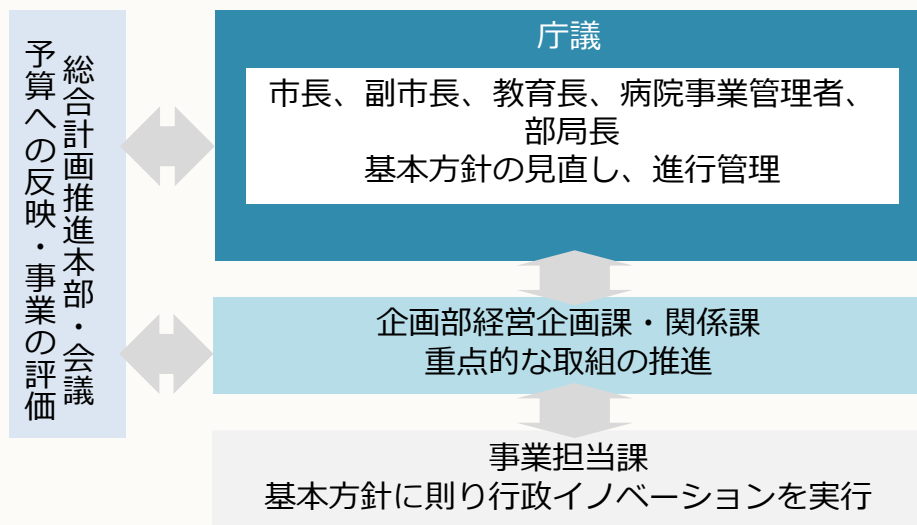 総合計画推進本部・会議
予算への反映・事業の評価
庁議
市長、副市長、教育長、病院事業管理者、
部局長
基本方針の見直し、進行管理
企画部経営企画課・関係課
重点的な取組の推進
事業担当課
基本方針に則り行政イノベーションを実行